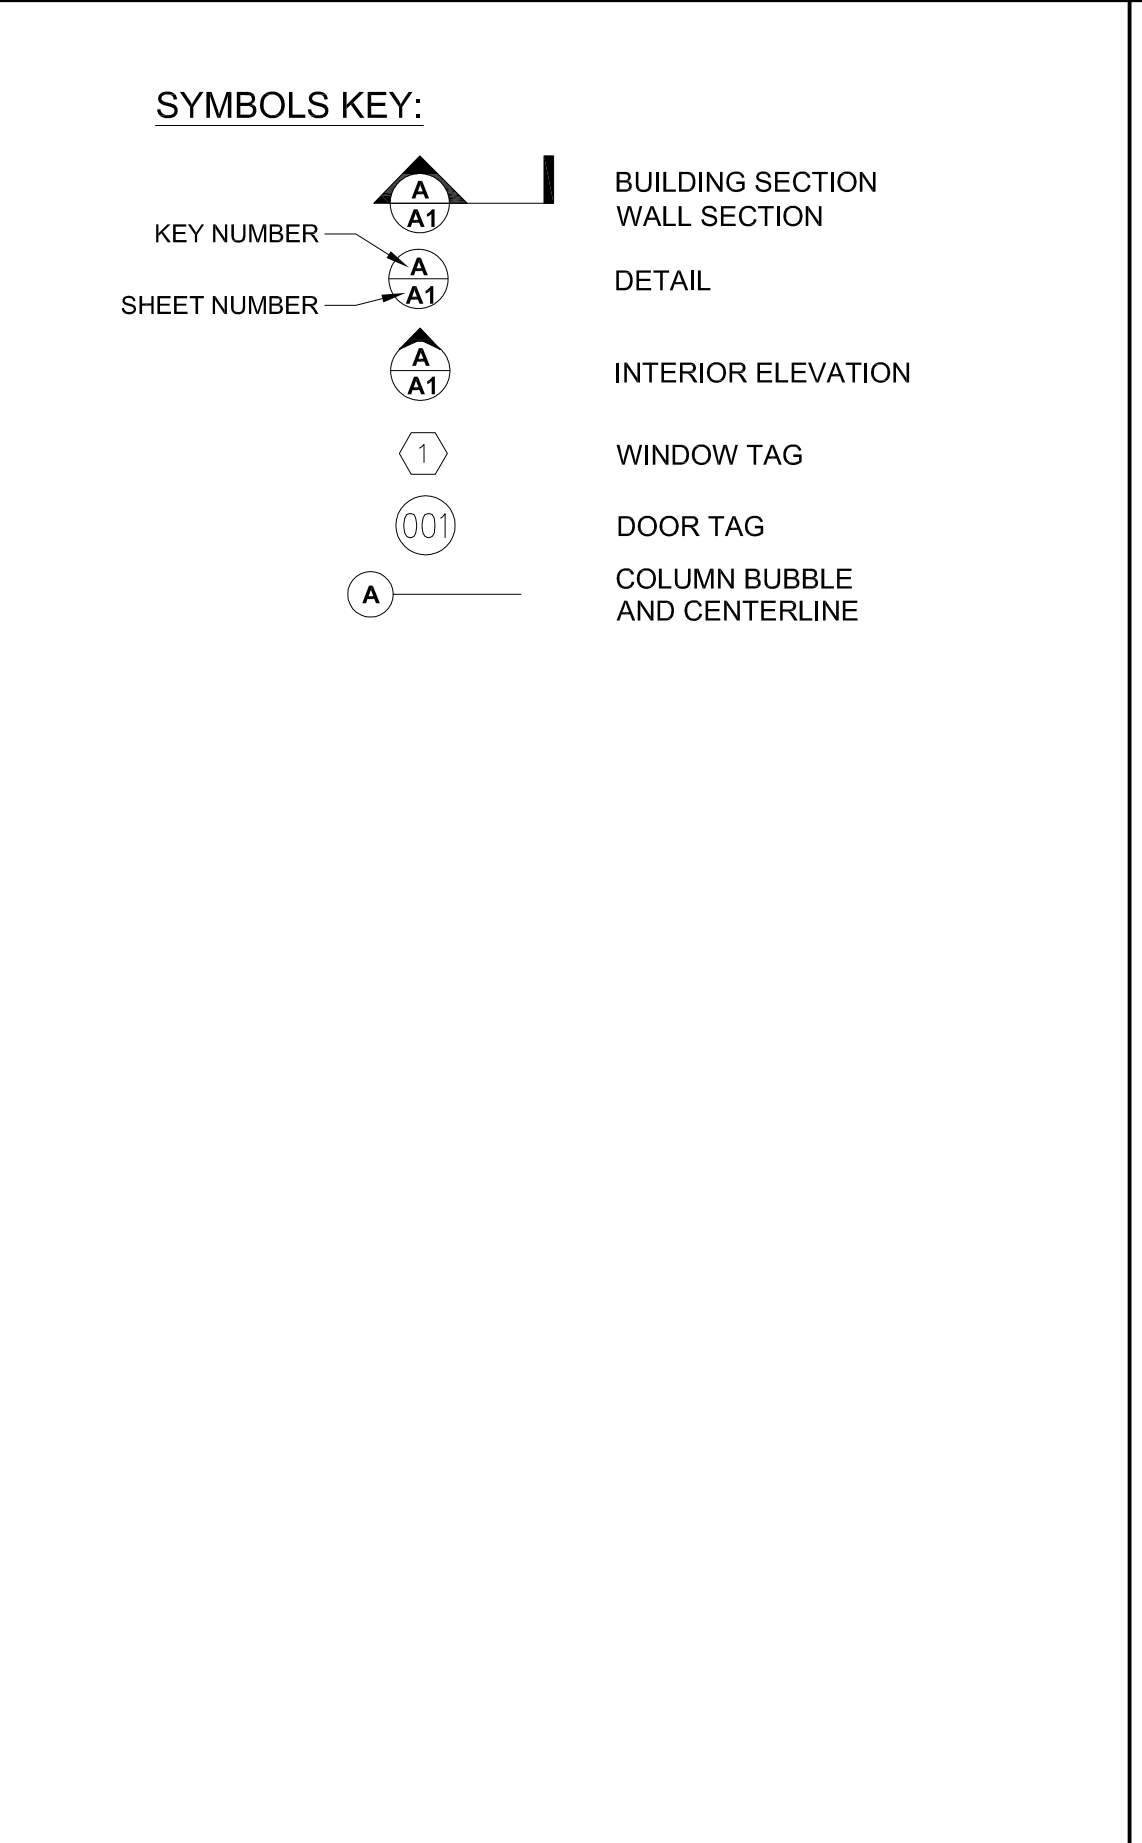 SYMBOLS KEY:
A
A1
BUILDING SECTION
WALL SECTION
KEY NUMBER
A
A1
SHEET NUMBER
DETAIL
A
A1
INTERIOR ELEVATION
1
WINDOW TAG
001
DOOR TAG
A
COLUMN BUBBLE
AND CENTERLINE